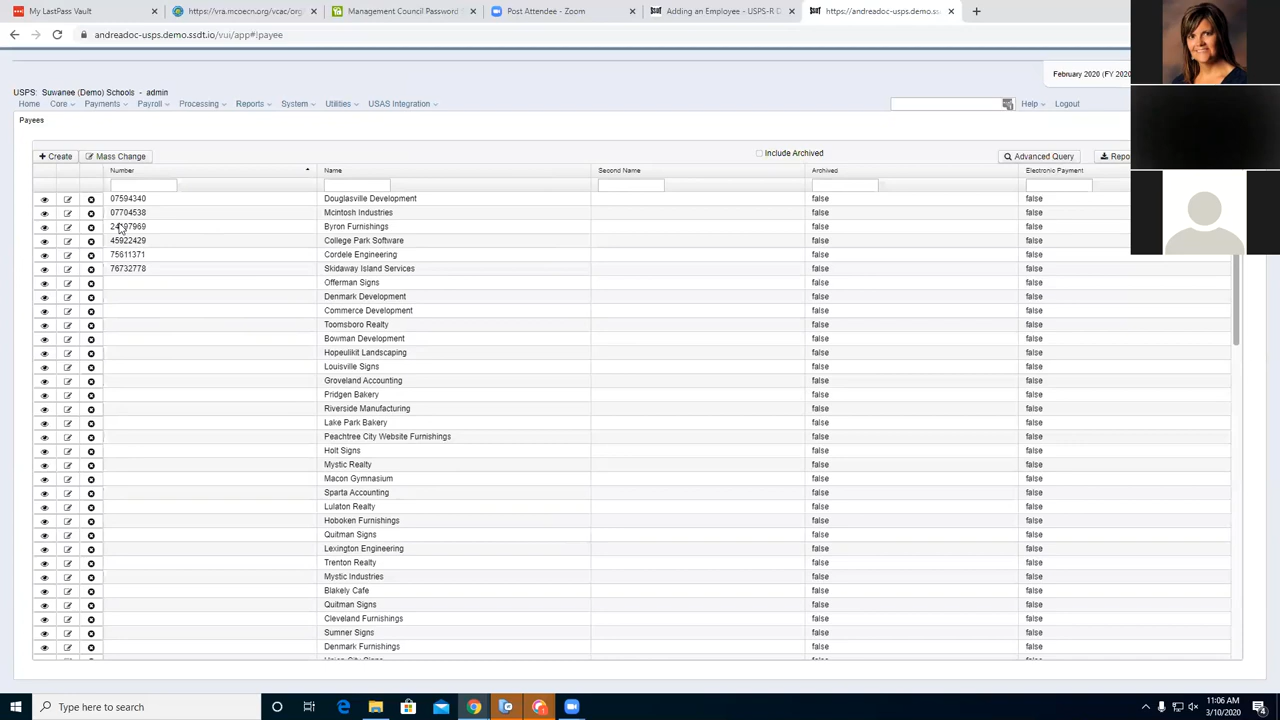 My LastPass Vault
https://vra.mcoecn.org/vcac/org/
Management Council Password
Post Attendee - Zoom
Adding an Employee - USPS-R D
https://andreadoc-usps.demo.ss
andreadoc-usps.demo.ssdt.io/vui/app#!payee
February 2020 (FY 2020
USPS: Suwanee (Demo) Schools - admin
Home Core Payments Payroll Processing Reports System Utilities USAS Integration Help Logout
Payees
Create Mass Change Include Archived Advance Query Repo
Number Name Second Name Archived Electronic Payment
07594340 Douglasville Development false false
07704538 Mcintosh Industries false false
Byron Furnishings false false
45922429 College Park Software false false
75611371 Cordele Engineering false false
76732778 Skidaway Island Services false false
Offerman Signs false false
Denmark Development false false
Commerce Development false false
Toomsboro Realty false false
Bowman Development false false
Hopeulikit Landscaping false false
Louisville Signs false false
Groveland Accounting false false
Pridgen Bakery false false
Riverside Manufacturing false false
Lake Park Bakery false false
Peachtree City Website Furnishings false false
Holt Signs false false
Mystic Realty false false
Macon Gymnasium false false
Sparta Accounting false false
Lulaton Realty false false
Hoboken Furnishings false false
Quitman Signs false false
Lexington Engineering false false
Trenton Realty false false
Mystic Industries false false
Blakely Cafe false false
Quitman Signs false false
Cleveland Furnishings false false
Sumner Signs false false
Denmark Furnishings false false
Type here to search
11:06 AM
3/10/2020
4